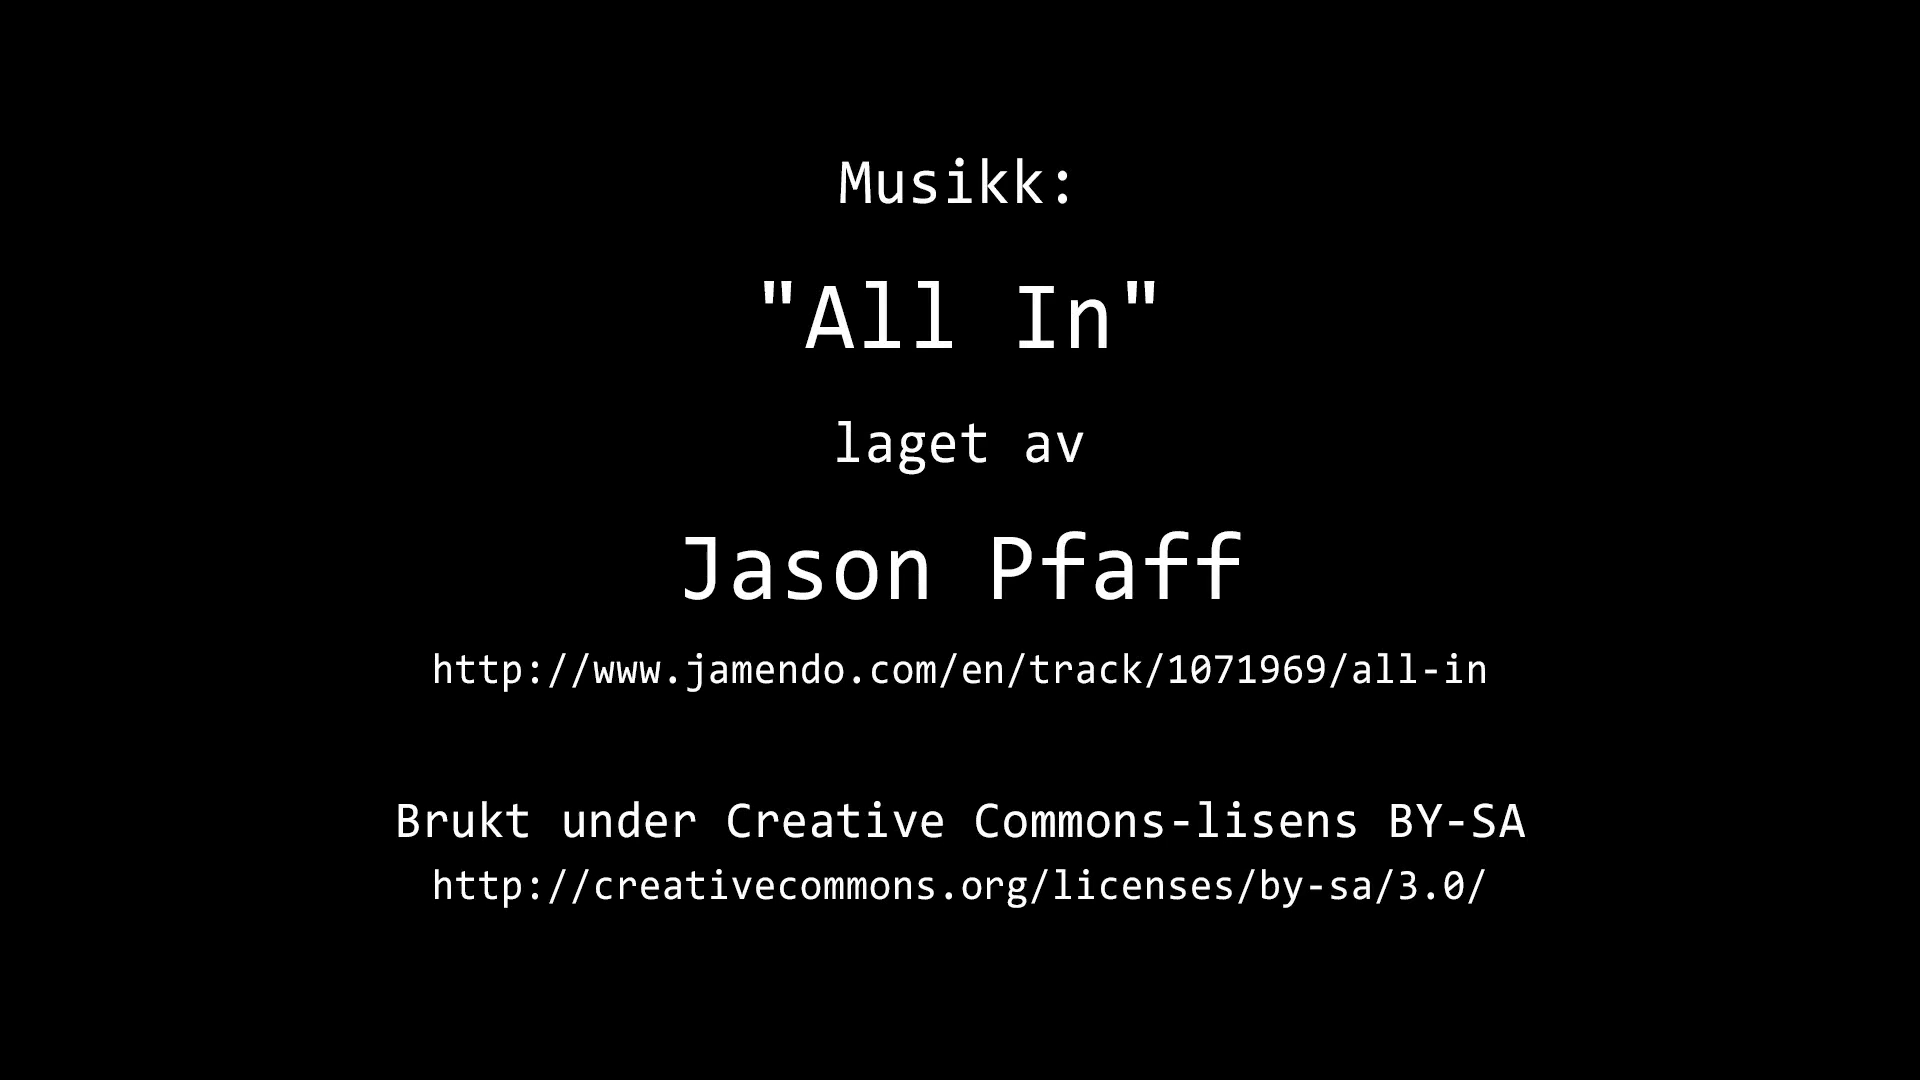 Musikk:
"All In"
laget av
Jason Pfaff
http://www.jamendo.com/en/track/1071969/all-in
Brukt under Creative Commons-lisens BY-SA
http://creativecommons.org/licenses/by-sa/3.0/